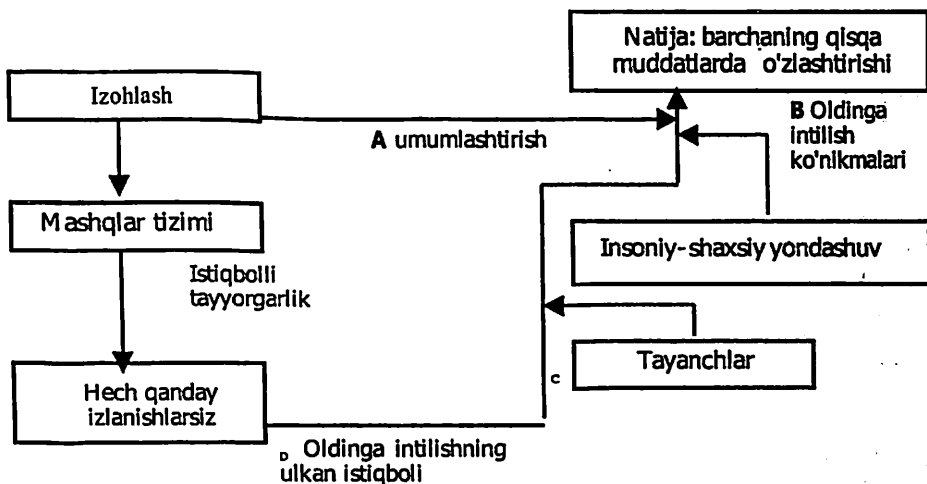 Natija: barchaning qisqa
muddatlarda o'zlashtirishi
Izohlash
A umumlashtirish
B Oldinga
intilish
ko'nikmalari
Mashqlar tizimi
Insoniy-shaxsiy yondashuv
Istiqbolli
tayyorgarlik
Tayanchlar
C
Hech qanday
izlanishlarsiz
D Oldinga intilishning
ulkan istiqboli